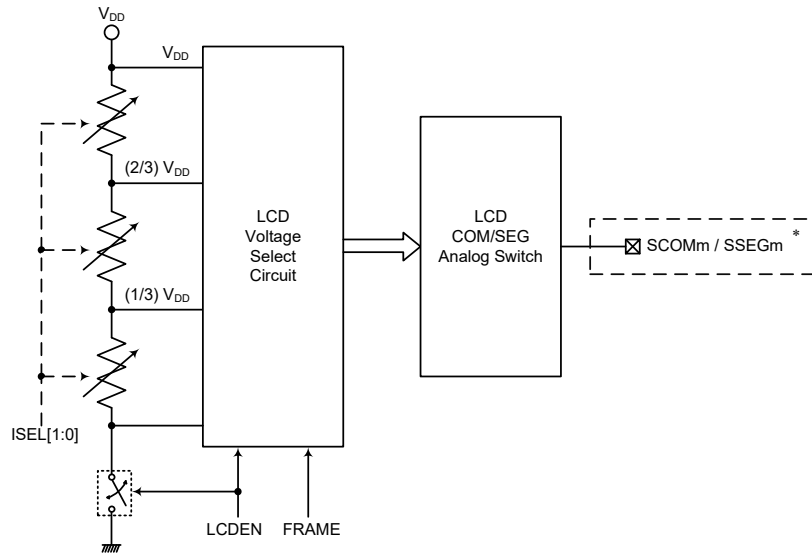 VDD
VDD
(2/3) VDD
(1/3) VDD
ISEL[1:0]
LCD
Voltage
Select
Circuit
LCD
COM/SEG
Analog Switch
SCOMm / SSEGm *
LCDEN
FRAME